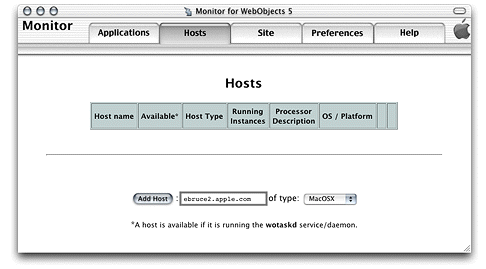 Monitor for WebObjects 5
Monitor Applications Hosts Site Preferences Help
Hosts
Host name Available* Host Type Running Instances Processor Description OS / Platform
Add Host : ebruce2.apple.com of type: MacOSX
*A host is available if it is running the wotaskd service/daemon.